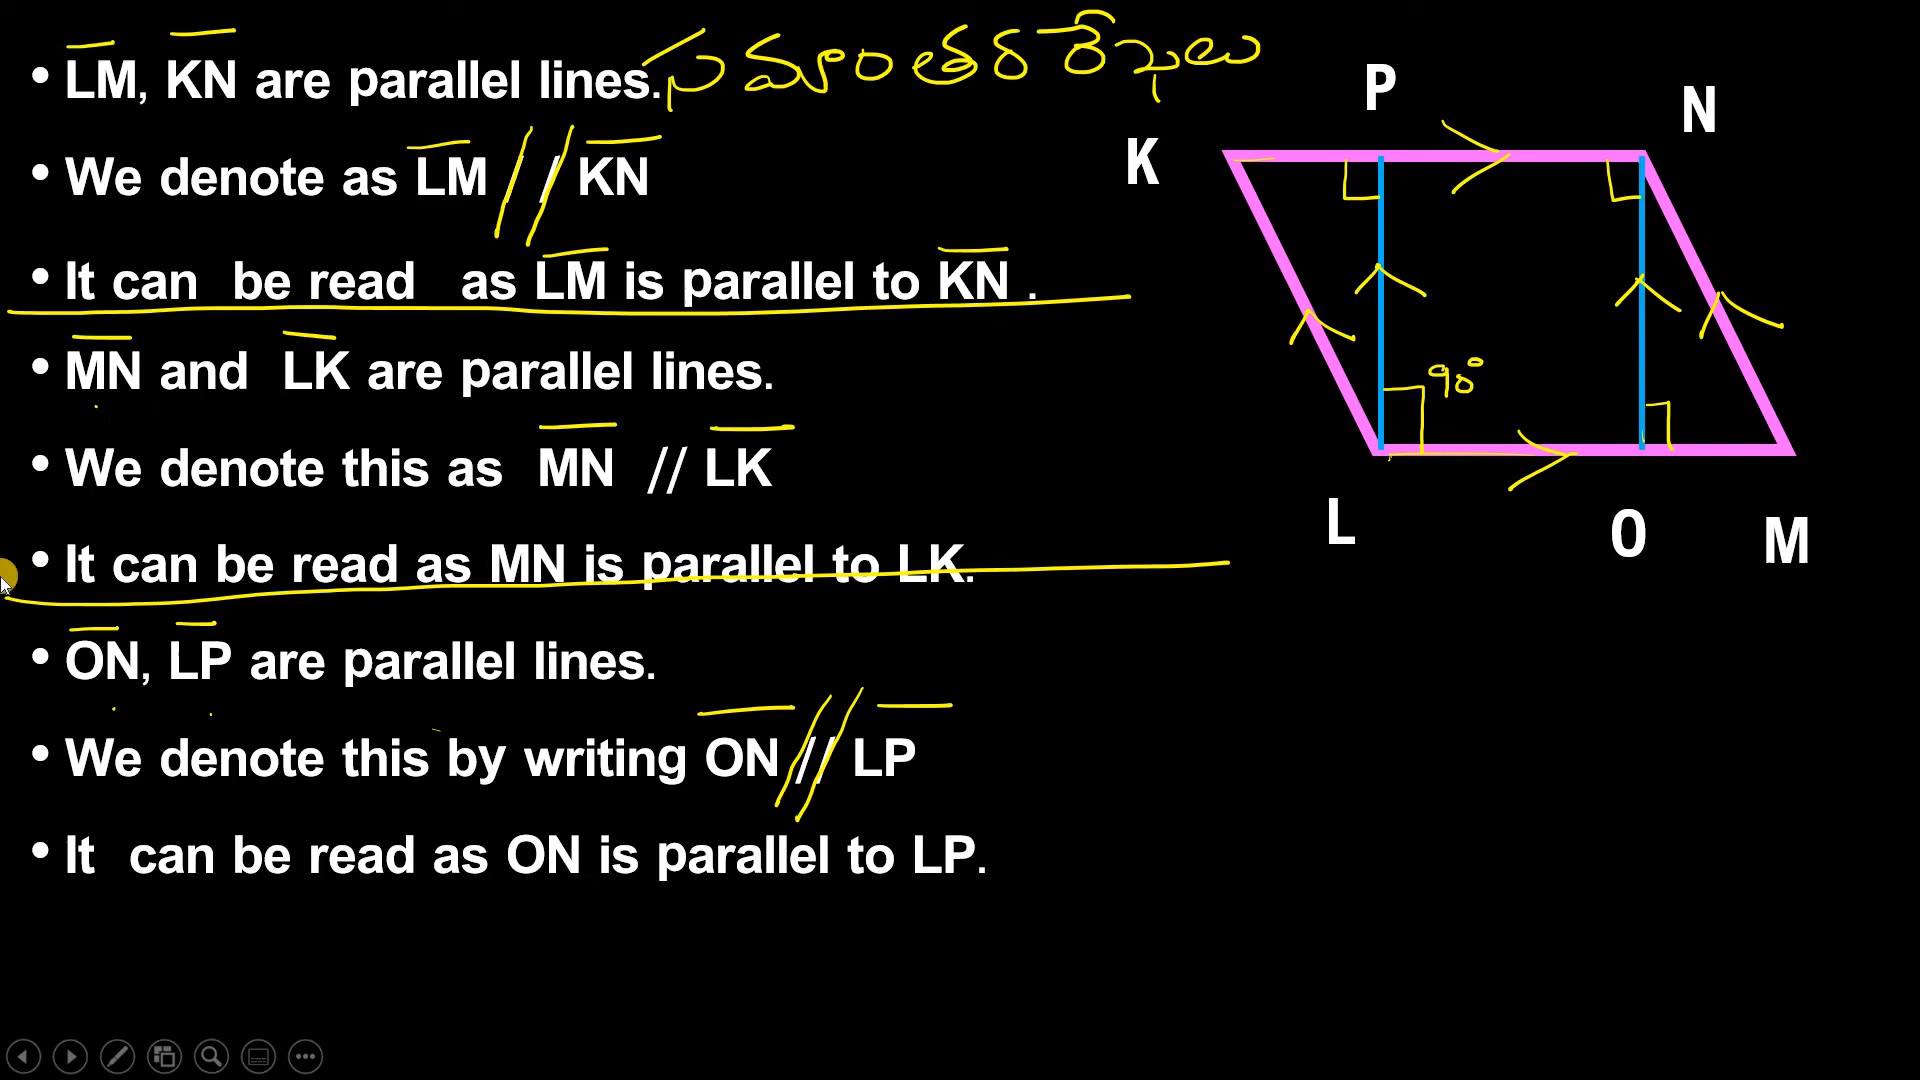 • LM, KN are parallel lines. సమాంతర రేఖలు
• We denote as LM // KN
• It can be read as LM is parallel to KN .
• MN and LK are parallel lines.
• We denote this as MN // LK
• It can be read as MN is parallel to LK.
• ON, LP are parallel lines.
• We denote this by writing ON // LP
• It can be read as ON is parallel to LP.
P
N
K
90°
L
O
M